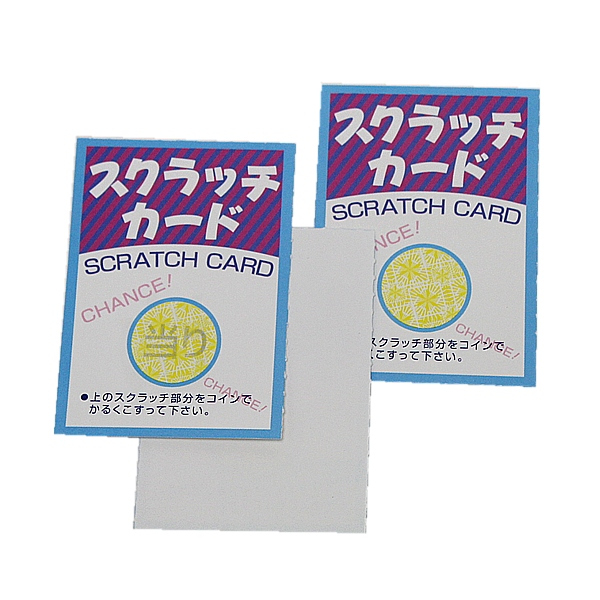 スクラッチ
カード
SCRATCH CARD
CHANCE!
当り
CHANCE!
●上のスクラッチ部分をコインで
かるくこすって下さい。
スクラッチ
カード
SCRATCH CARD
NCE!
CHANCE!
スクラッチ部分をコインで
くこすって下さい。